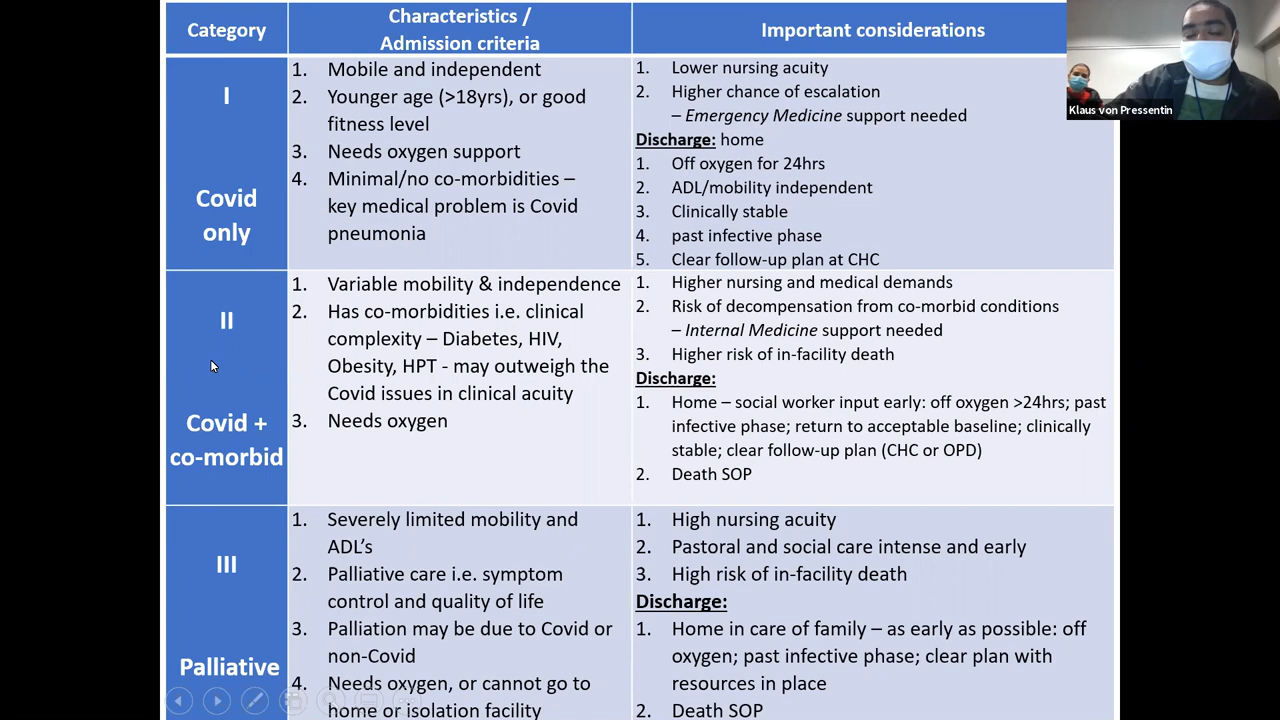 Category
Characteristics /
Admission criteria
Important considerations
I
Covid
only
1. Mobile and independent
2. Younger age (>18yrs), or good
fitness level
3. Needs oxygen support
4. Minimal/no co-morbidities –
key medical problem is Covid
pneumonia
1. Lower nursing acuity
2. Higher chance of escalation
– Emergency Medicine support needed
Discharge: home
1. Off oxygen for 24hrs
2. ADL/mobility independent
3. Clinically stable
4. past infective phase
5. Clear follow-up plan at CHC
II
Covid +
co-morbid
1. Variable mobility & independence
2. Has co-morbidities i.e. clinical
complexity – Diabetes, HIV,
Obesity, HPT - may outweigh the
Covid issues in clinical acuity
3. Needs oxygen
1. Higher nursing and medical demands
2. Risk of decompensation from co-morbid conditions
– Internal Medicine support needed
3. Higher risk of in-facility death
Discharge:
1. Home – social worker input early: off oxygen >24hrs; past
infective phase; return to acceptable baseline; clinically
stable; clear follow-up plan (CHC or OPD)
2. Death SOP
III
Palliative
1. Severely limited mobility and
ADL's
2. Palliative care i.e. symptom
control and quality of life
3. Palliation may be due to Covid or
non-Covid
4. Needs oxygen, or cannot go to
home or isolation facility
1. High nursing acuity
2. Pastoral and social care intense and early
3. High risk of in-facility death
Discharge:
1. Home in care of family – as early as possible: off
oxygen; past infective phase; clear plan with
resources in place
2. Death SOP
Klaus von Pressentin